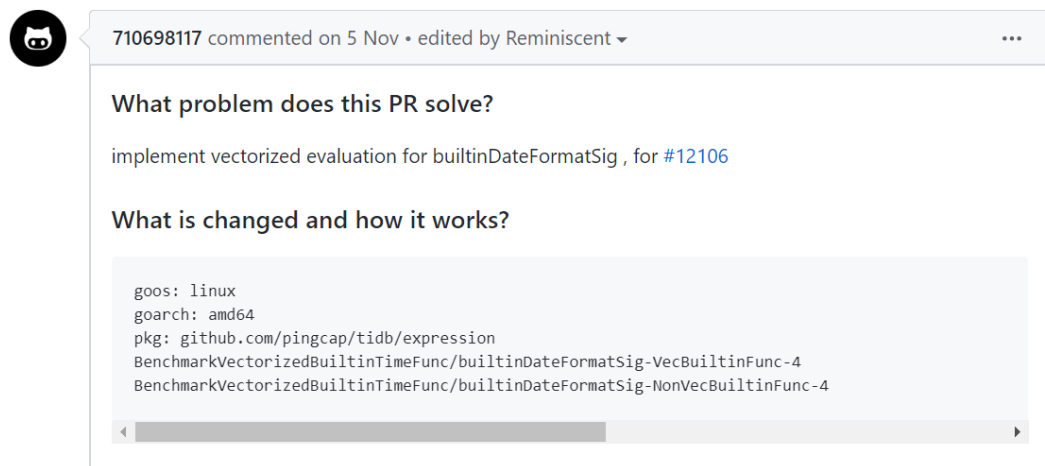 710698117 commented on 5 Nov • edited by Reminiscent
What problem does this PR solve?
implement vectorized evaluation for builtinDateFormatSig , for #12106
What is changed and how it works?
goos: linux
goarch: amd64
pkg: github.com/pingcap/tidb/expression
BenchmarkVectorizedBuiltinTimeFunc/builtinDateFormatSig-VecBuiltinFunc-4
BenchmarkVectorizedBuiltinTimeFunc/builtinDateFormatSig-NonVecBuiltinFunc-4